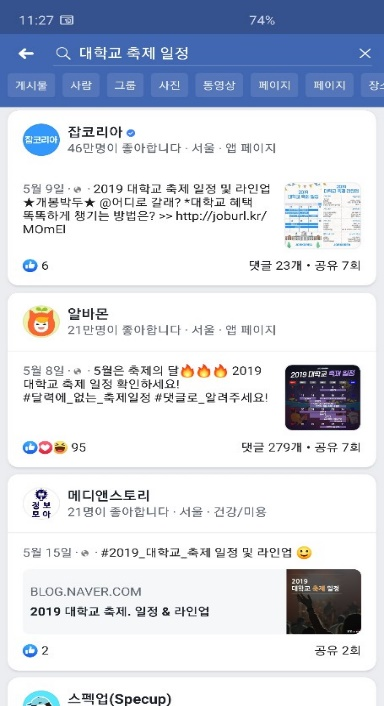 11:27 74%
대학교 축제 일정
게시물 사람 그룹 사진 동영상 페이지 페이지 장소
잡코리아
잡코리아
46만명이 좋아합니다 · 서울 · 앱 페이지
5월 9일 · 2019 대학교 축제 일정 및 라인업
★개봉박두★ @어디로 갈래? *대학교 혜택
똑똑하게 챙기는 방법은? >> http://joburl.kr/
MOmEI
6 댓글 23개 • 공유 7회
알바몬
21만명이 좋아합니다 · 서울 · 앱 페이지
5월 8일 · 5월은 축제의 달🔥🔥🔥 2019
대학교 축제 일정 확인하세요!
#달력에_없는_축제일정 #댓글로_알려주세요!
2019 대학교 축제 일정
95 댓글 279개 • 공유 7회
정보
모아
메디앤스토리
21명이 좋아합니다 · 서울 · 건강/미용
5월 15일 · #2019_대학교_축제 일정 및 라인업 😀
BLOG.NAVER.COM
2019 대학교 축제. 일정 & 라인업
2019
대학교 축제 일정
2 공유 2회
스펙업(Specup)